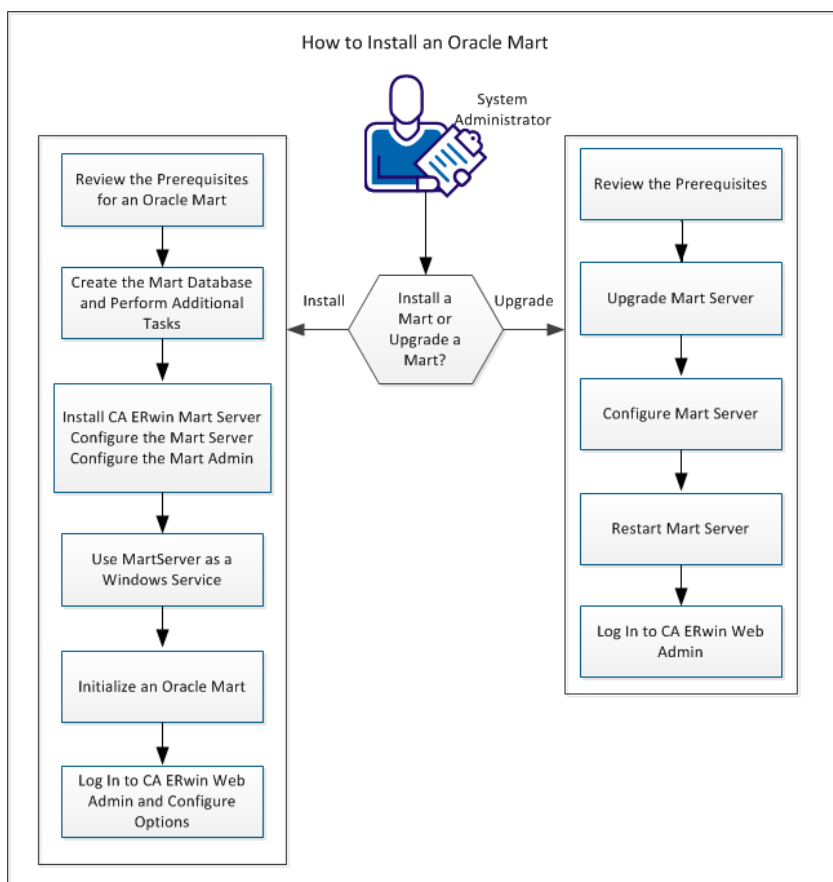 How to Install an Oracle Mart
System
Administrator
Review the Prerequisites
for an Oracle Mart
Create the Mart Database
and Perform Additional
Tasks
Install CA ERwin Mart Server
Configure the Mart Server
Configure the Mart Admin
Use MartServer as a
Windows Service
Initialize an Oracle Mart
Log In to CA ERwin Web
Admin and Configure
Options
Install
Install a
Mart or
Upgrade a
Mart?
Upgrade
Review the Prerequisites
Upgrade Mart Server
Configure Mart Server
Restart Mart Server
Log In to CA ERwin Web
Admin